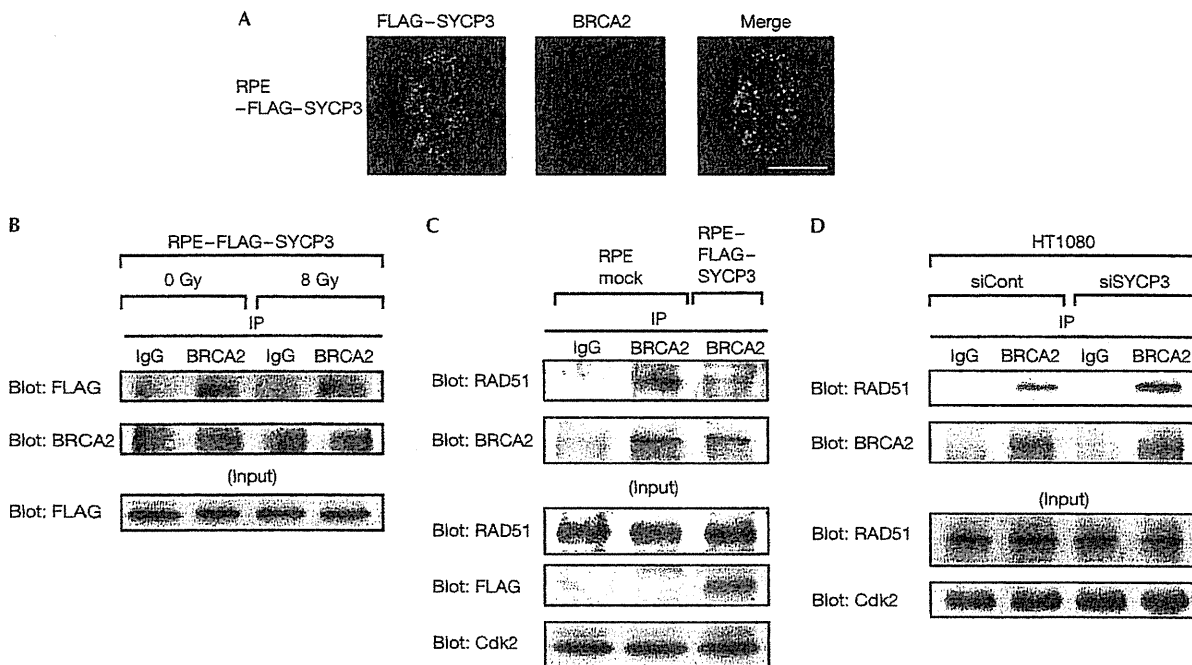 A
FLAG–SYCP3 BRCA2 Merge
RPE
–FLAG–SYCP3
B
RPE–FLAG–SYCP3
0 Gy 8 Gy
IP
IgG BRCA2 IgG BRCA2
Blot: FLAG
Blot: BRCA2
(Input)
Blot: FLAG
C
RPE
mock
RPE–
FLAG–
SYCP3
IP
IgG BRCA2 BRCA2
Blot: RAD51
Blot: BRCA2
(Input)
Blot: RAD51
Blot: FLAG
Blot: Cdk2
D
HT1080
siCont siSYCP3
IP
IgG BRCA2 IgG BRCA2
Blot: RAD51
Blot: BRCA2
(Input)
Blot: RAD51
Blot: Cdk2